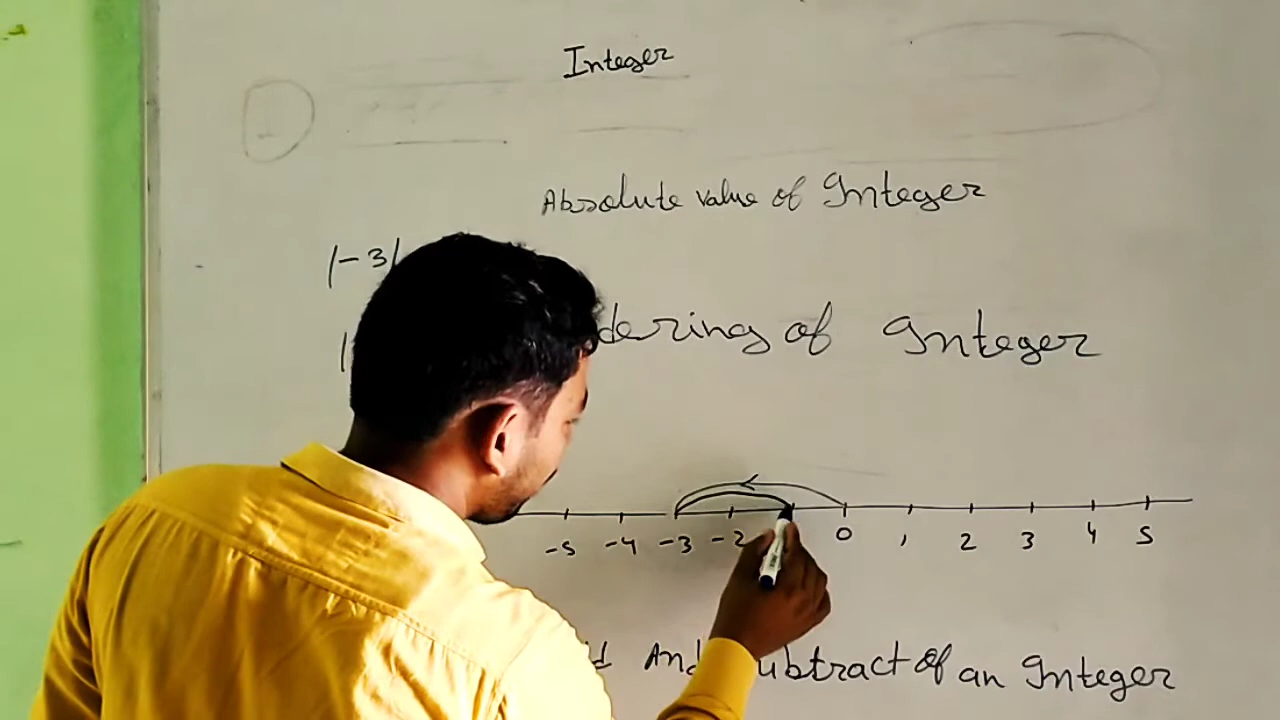 Integer
Absolute value of Integer
|-3|
dering of Integer
-5 -4 -3 -2 0 1 2 3 4 5
d And ubtract of an Integer